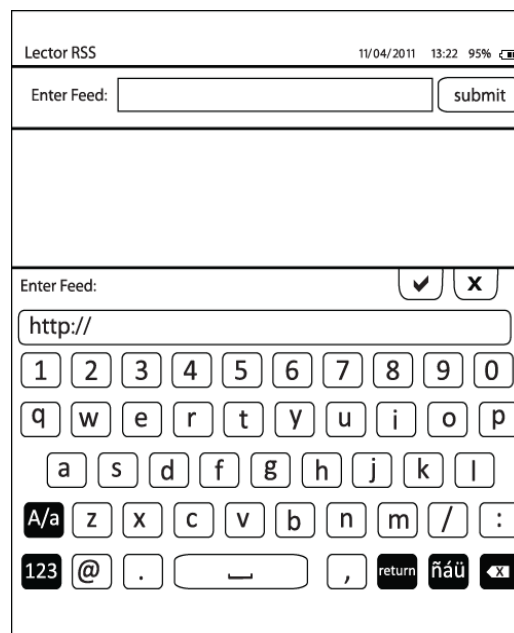 Lector RSS 11/04/2011 13:22 95%
Enter Feed: submit
Enter Feed:
http://
1 2 3 4 5 6 7 8 9 0
q w e r t y u i o p
a s d f g h j k l
A/a z x c v b n m / :
123 @ . , return ñáü